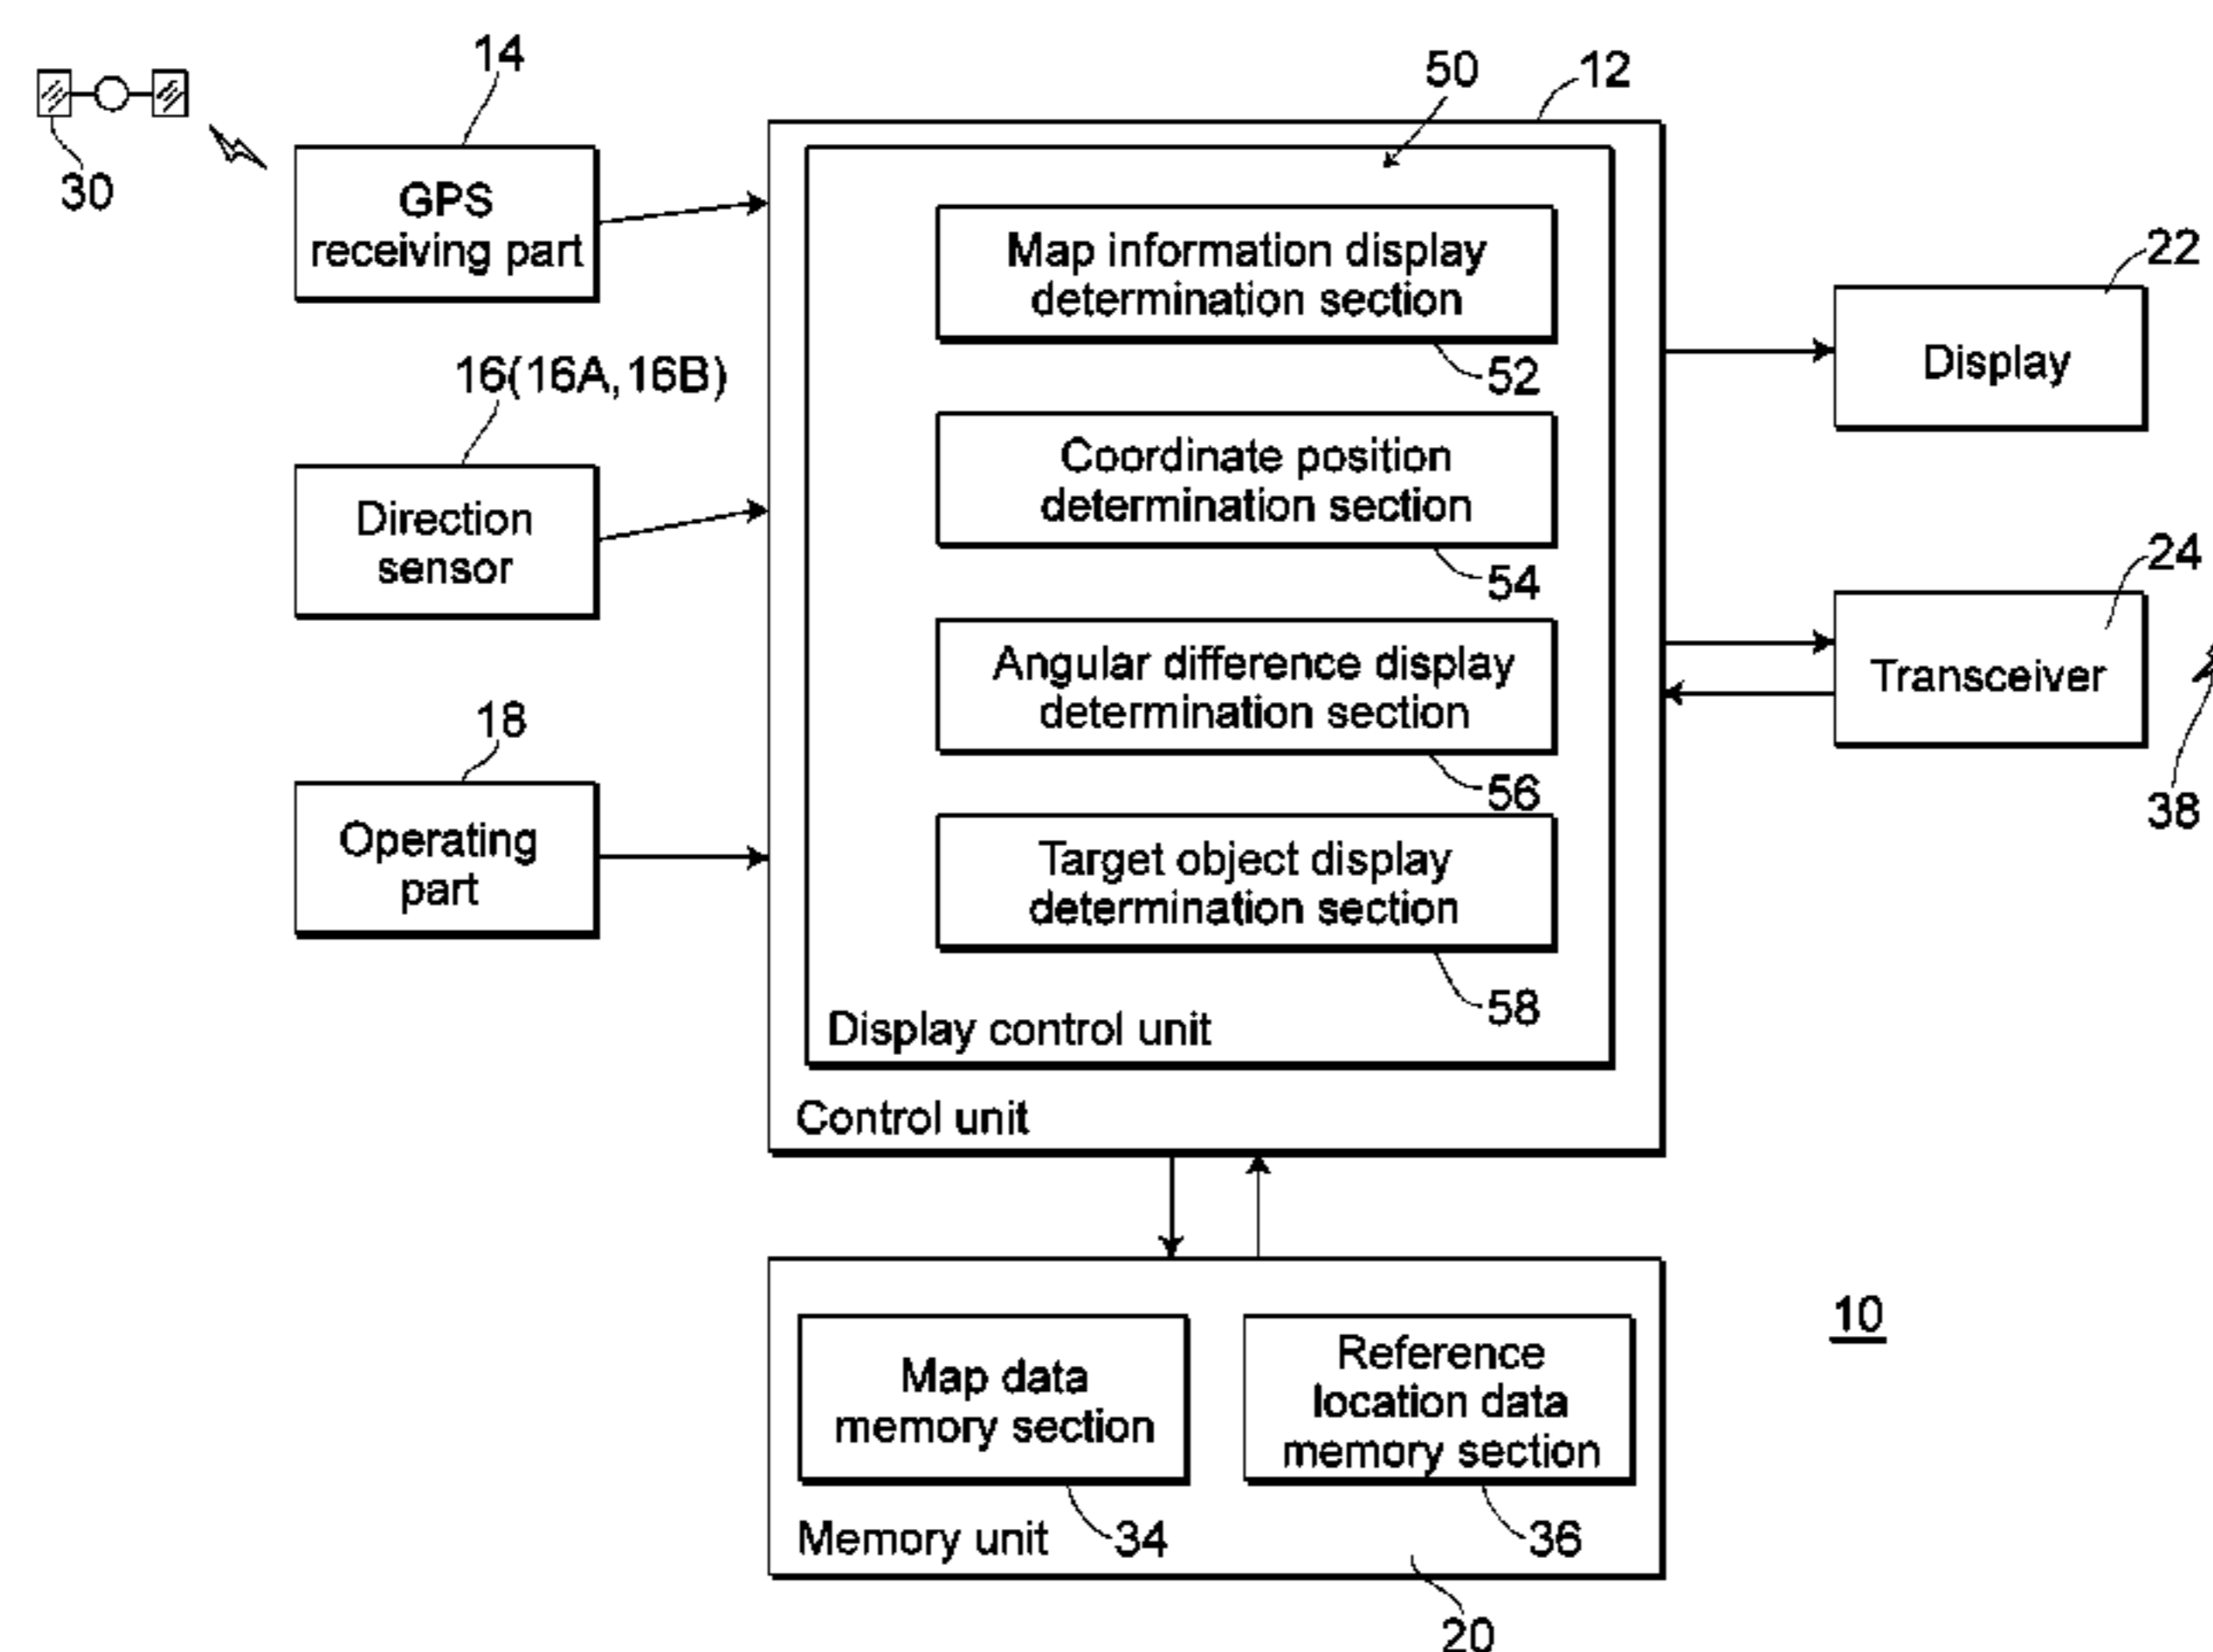 14
50
12
30
GPS
receiving part
Map information display
determination section
52
22
Display
16(16A, 16B)
Direction
sensor
Coordinate position
determination section
54
24
Transceiver
38
Angular difference display
determination section
56
18
Operating
part
Target object display
determination section
58
Display control unit
Control unit
Map data
memory section
34
Reference
location data
memory section
36
Memory unit
20
10